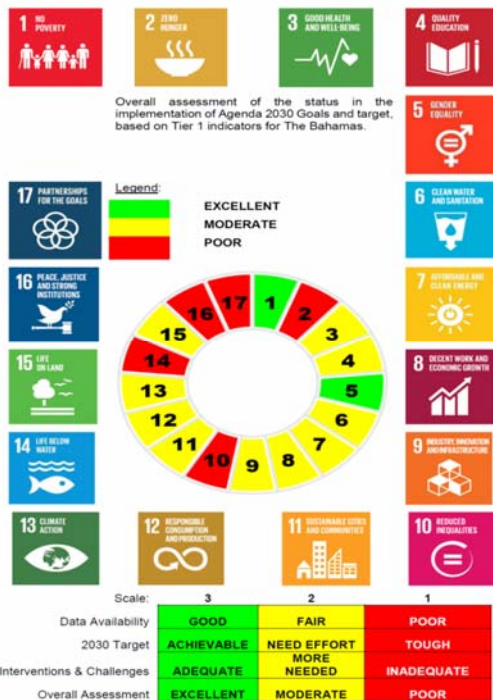 1 NO POVERTY
2 ZERO HUNGER
3 GOOD HEALTH AND WELL-BEING
4 QUALITY EDUCATION
Overall assessment of the status in the
implementation of Agenda 2030 Goals and target,
based on Tier 1 indicators for The Bahamas.
5 GENDER EQUALITY
17 PARTNERSHIPS FOR THE GOALS
Legend:
EXCELLENT
MODERATE
POOR
6 CLEAN WATER AND SANITATION
16 PEACE, JUSTICE AND STRONG INSTITUTIONS
7 AFFORDABLE AND CLEAN ENERGY
15 LIFE ON LAND
8 DECENT WORK AND ECONOMIC GROWTH
14 LIFE BELOW WATER
9 INDUSTRY, INNOVATION AND INFRASTRUCTURE
1
2
3
4
5
6
7
8
9
10
11
12
13
14
15
16
17
13 CLIMATE ACTION
12 RESPONSIBLE CONSUMPTION AND PRODUCTION
11 SUSTAINABLE CITIES AND COMMUNITIES
10 REDUCED INEQUALITIES
Scale: 3 2 1
Data Availability GOOD FAIR POOR
2030 Target ACHIEVABLE NEED EFFORT TOUGH
Interventions & Challenges ADEQUATE MORE NEEDED INADEQUATE
Overall Assessment EXCELLENT MODERATE POOR